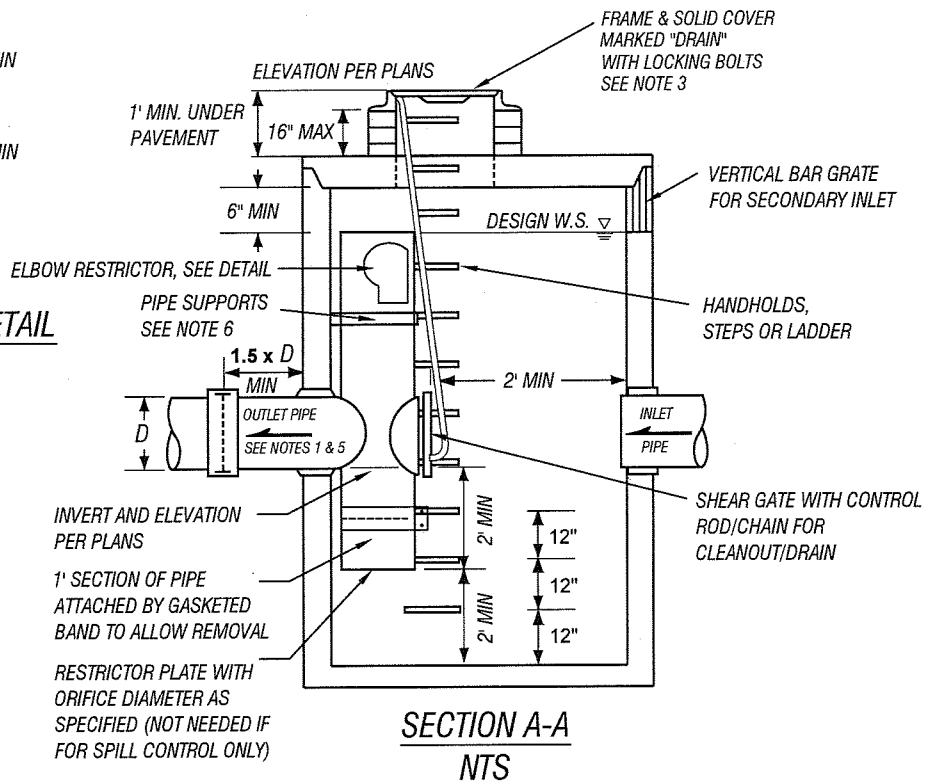 FRAME & SOLID COVER
MARKED "DRAIN"
WITH LOCKING BOLTS
SEE NOTE 3
ELEVATION PER PLANS
1' MIN. UNDER
PAVEMENT
16" MAX
VERTICAL BAR GRATE
FOR SECONDARY INLET
6" MIN
DESIGN W.S.
ELBOW RESTRICTOR, SEE DETAIL
PIPE SUPPORTS
SEE NOTE 6
HANDHOLDS,
STEPS OR LADDER
1.5 x D
MIN
2' MIN
D
OUTLET PIPE
SEE NOTES 1 & 5
INLET
PIPE
INVERT AND ELEVATION
PER PLANS
2' MIN
12"
SHEAR GATE WITH CONTROL
ROD/CHAIN FOR
CLEANOUT/DRAIN
1' SECTION OF PIPE
ATTACHED BY GASKETED
BAND TO ALLOW REMOVAL
2' MIN
12"
12"
RESTRICTOR PLATE WITH
ORIFICE DIAMETER AS
SPECIFIED (NOT NEEDED IF
FOR SPILL CONTROL ONLY)
SECTION A-A
NTS